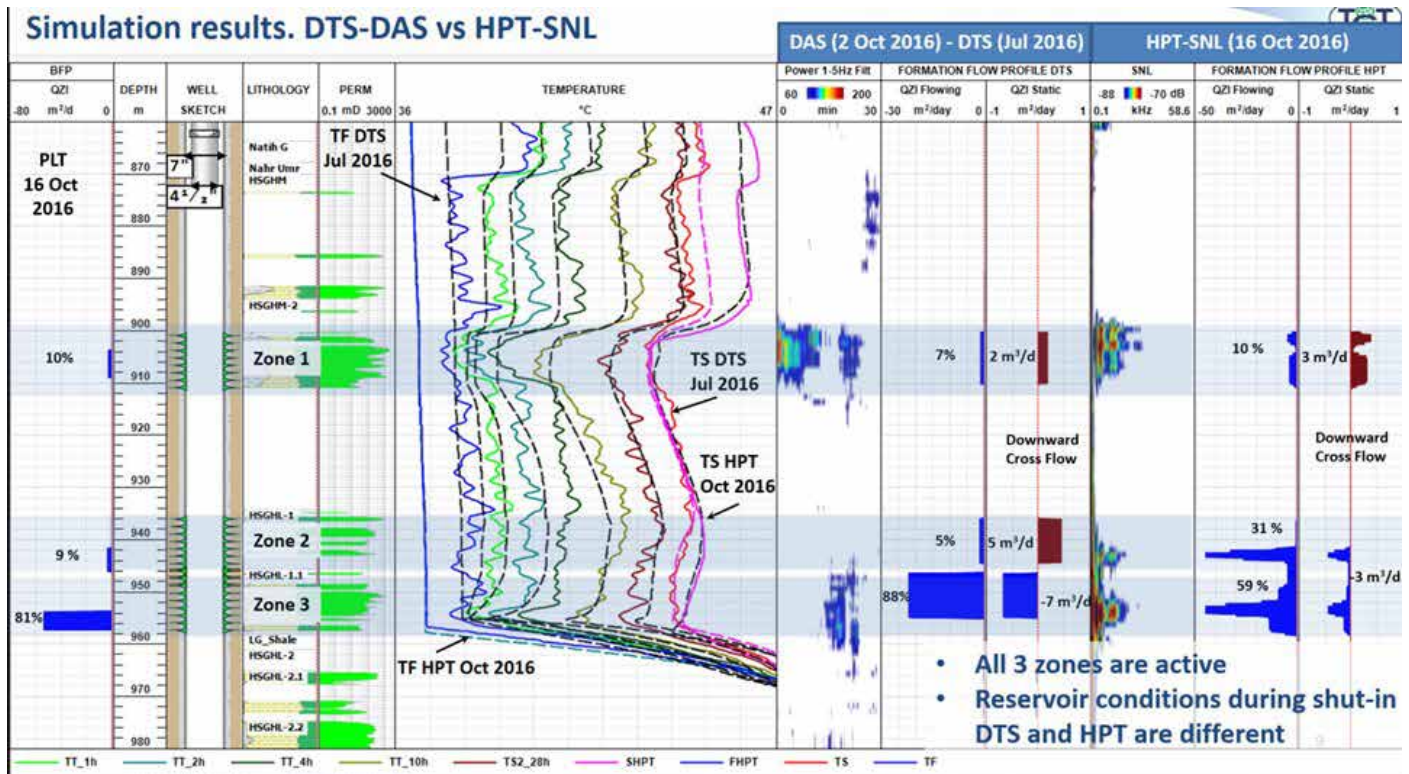 Simulation results. DTS-DAS vs HPT-SNL
DAS (2 Oct 2016) - DTS (Jul 2016)
HPT-SNL (16 Oct 2016)
BFP
QZI
-80 m²/d 0
DEPTH
m
WELL
SKETCH
LITHOLOGY
PERM
0.1 mD 3000
TEMPERATURE
36 °C 47
Power 1-5Hz Filt
60 200
0 min 30
FORMATION FLOW PROFILE DTS
QZI Flowing
-30 m³/day 0
QZI Static
-1 m³/day 1
SNL
-88 -70 dB
0.1 kHz 58.6
FORMATION FLOW PROFILE HPT
QZI Flowing
-50 m³/day 0
QZI Static
-1 m³/day 1
PLT
16 Oct
2016
7"
4¹/₂"
Natih G
Nahr Umr
HSGHM
HSGHM-2
HSGHL-1
HSGHL-1.1
LG_Shale
HSGHL-2
HSGHL-2.1
HSGHL-2.2
870
880
890
900
910
920
930
940
950
960
970
980
TF DTS
Jul 2016
TS DTS
Jul 2016
TS HPT
Oct 2016
TF HPT Oct 2016
10%
Zone 1
7%
2 m³/d
10 %
3 m³/d
Downward
Cross Flow
Downward
Cross Flow
9 %
Zone 2
5%
5 m³/d
31 %
81%
Zone 3
88%
-7 m³/d
59 %
-3 m³/d
• All 3 zones are active
• Reservoir conditions during shut-in
DTS and HPT are different
9
TT_1h TT_2h TT_4h TT_10h TS2_28h SHPT FHPT TS TF